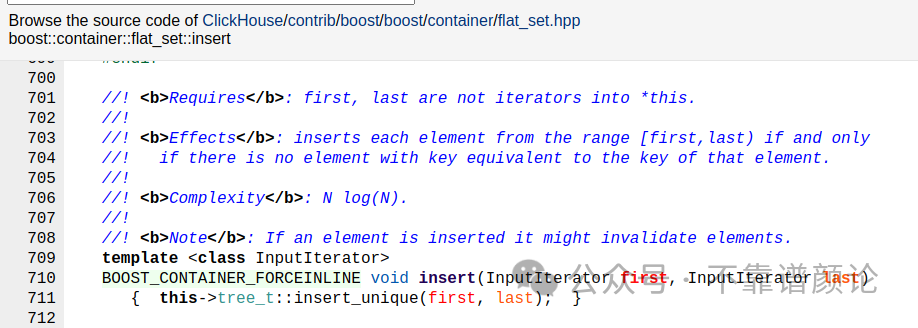 Browse the source code of ClickHouse/contrib/boost/boost/container/flat_set.hpp
boost::container::flat_set::insert
700
701 //! <b>Requires</b>: first, last are not iterators into *this.
702 //!
703 //! <b>Effects</b>: inserts each element from the range [first,last) if and only
704 //!   if there is no element with key equivalent to the key of that element.
705 //!
706 //! <b>Complexity</b>: N log(N).
707 //!
708 //! <b>Note</b>: If an element is inserted it might invalidate elements.
709 template <class InputIterator>
710 BOOST_CONTAINER_FORCEINLINE void insert(InputIterator first, InputIterator last)
711    {  this->tree_t::insert_unique(first, last);  }
712
公众号 · 不靠谱颜论